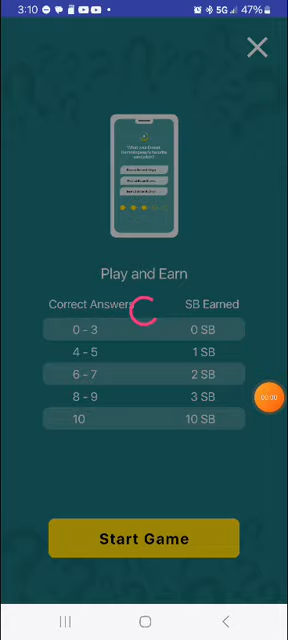 3:10
5G
47%
Play and Earn
Correct Answers SB Earned
0 - 3 0 SB
4 - 5 1 SB
6 - 7 2 SB
8 - 9 3 SB
10 10 SB
00:00
Start Game